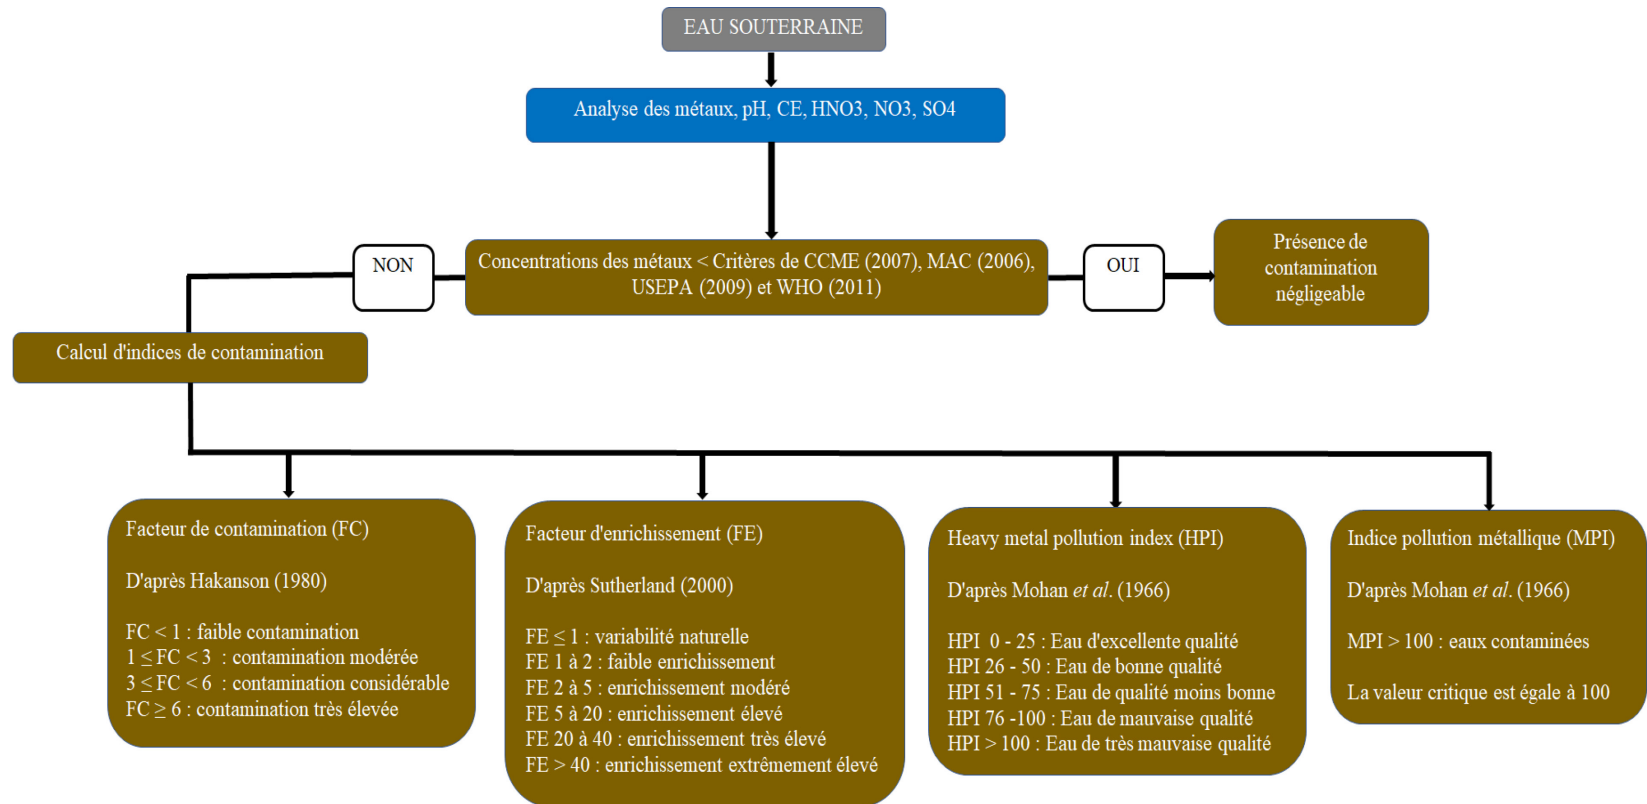 EAU SOUTERRAINE
Analyse des métaux, pH, CE, HNO3, NO3, SO4
NON
Concentrations des métaux < Critères de CCME (2007), MAC (2006),
USEPA (2009) et WHO (2011)
OUI
Présence de
contamination
négligeable
Calcul d'indices de contamination
Facteur de contamination (FC)
D'après Hakanson (1980)
FC < 1 : faible contamination
1 ≤ FC < 3 : contamination modérée
3 ≤ FC < 6 : contamination considérable
FC ≥ 6 : contamination très élevée
Facteur d'enrichissement (FE)
D'après Sutherland (2000)
FE ≤ 1 : variabilité naturelle
FE 1 à 2 : faible enrichissement
FE 2 à 5 : enrichissement modéré
FE 5 à 20 : enrichissement élevé
FE 20 à 40 : enrichissement très élevé
FE > 40 : enrichissement extrêmement élevé
Heavy metal pollution index (HPI)
D'après Mohan et al. (1966)
HPI 0 - 25 : Eau d'excellente qualité
HPI 26 - 50 : Eau de bonne qualité
HPI 51 - 75 : Eau de qualité moins bonne
HPI 76 -100 : Eau de mauvaise qualité
HPI > 100 : Eau de très mauvaise qualité
Indice pollution métallique (MPI)
D'après Mohan et al. (1966)
MPI > 100 : eaux contaminées
La valeur critique est égale à 100